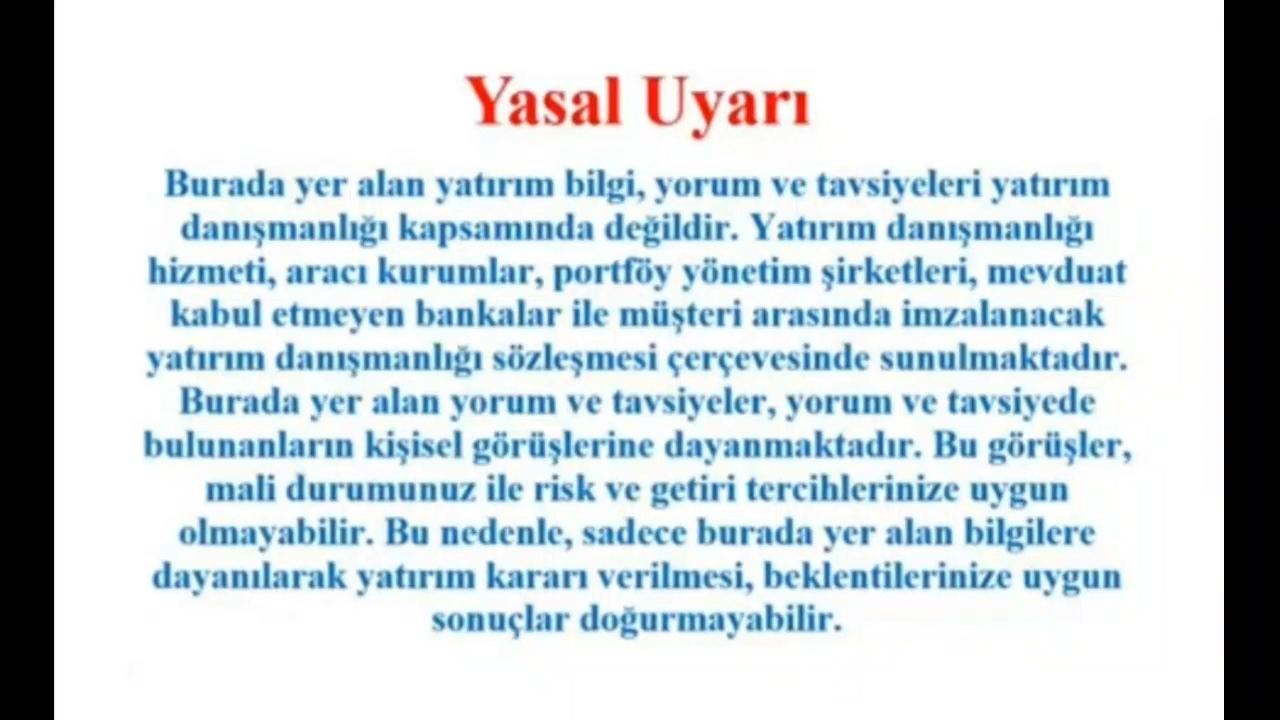 Yasal Uyarı
Burada yer alan yatırım bilgi, yorum ve tavsiyeleri yatırım
danışmanlığı kapsamında değildir. Yatırım danışmanlığı
hizmeti, aracı kurumlar, portföy yönetim şirketleri, mevduat
kabul etmeyen bankalar ile müşteri arasında imzalanacak
yatırım danışmanlığı sözleşmesi çerçevesinde sunulmaktadır.
Burada yer alan yorum ve tavsiyeler, yorum ve tavsiyede
bulunanların kişisel görüşlerine dayanmaktadır. Bu görüşler,
mali durumunuz ile risk ve getiri tercihlerinize uygun
olmayabilir. Bu nedenle, sadece burada yer alan bilgilere
dayanılarak yatırım kararı verilmesi, beklentilerinize uygun
sonuçlar doğurmayabilir.